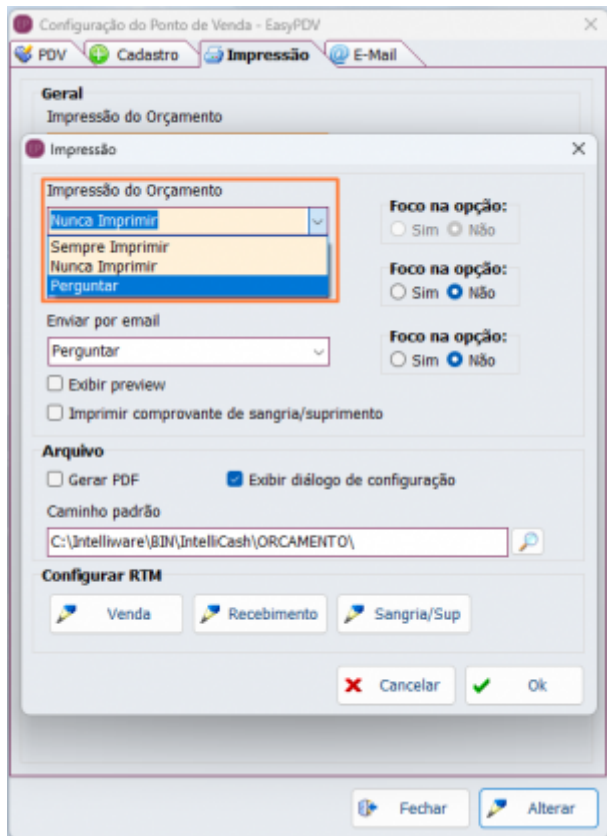 Configuração do Ponto de Venda - EasyPDV
PDV Cadastro Impressão E-Mail
Geral
Impressão do Orçamento
Impressão
Impressão do Orçamento
Nunca Imprimir
Sempre Imprimir
Nunca Imprimir
Perguntar
Foco na opção:
Sim Não
Foco na opção:
Sim Não
Enviar por email
Perguntar
Foco na opção:
Sim Não
Exibir preview
Imprimir comprovante de sangria/suprimento
Arquivo
Gerar PDF Exibir diálogo de configuração
Caminho padrão
C:\Intelliware\BIN\IntelliCash\ORCAMENTO\
Configurar RTM
Venda Recebimento Sangria/Sup
Cancelar Ok
Fechar Alterar